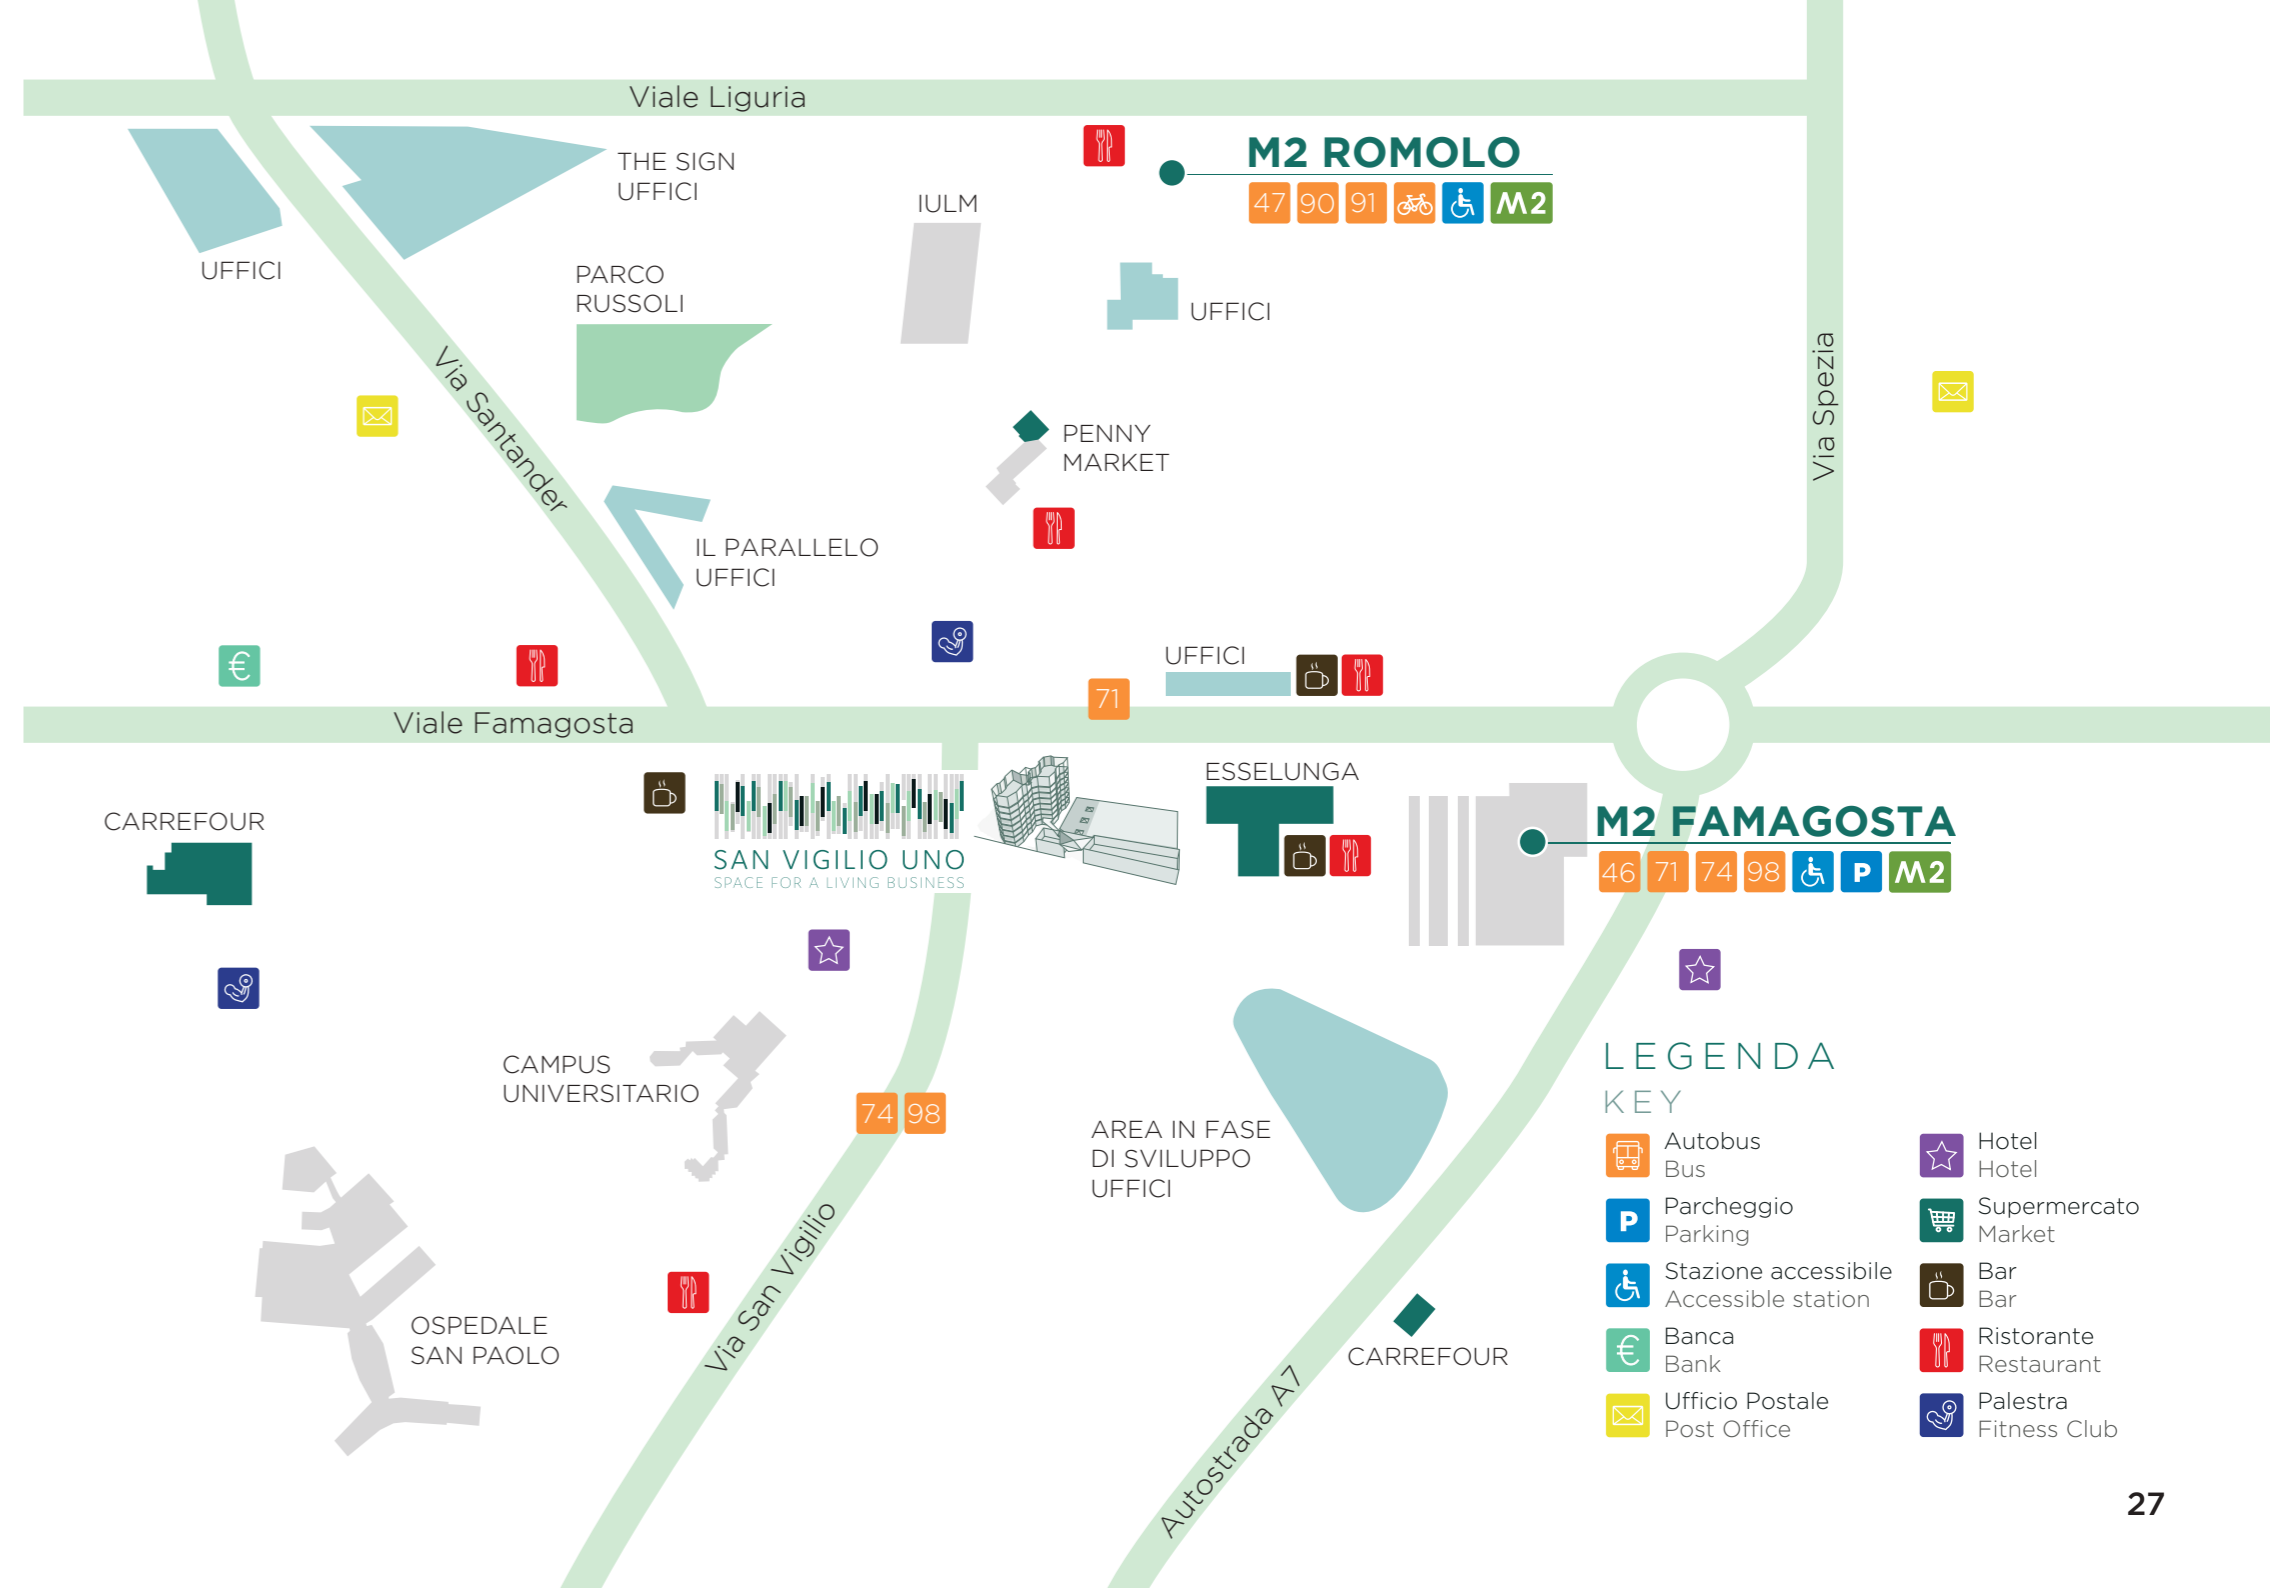 Viale Liguria
THE SIGN
UFFICI
UFFICI
M2 ROMOLO
47 90 91 M2
IULM
PARCO
RUSSOLI
UFFICI
Via Santander
Via Spezia
PENNY
MARKET
IL PARALLELO
UFFICI
€
UFFICI
71
Viale Famagosta
CARREFOUR
SAN VIGILIO UNO
SPACE FOR A LIVING BUSINESS
ESSELUNGA
M2 FAMAGOSTA
46 71 74 98 P M2
CAMPUS
UNIVERSITARIO
74 98
AREA IN FASE
DI SVILUPPO
UFFICI
Via San Vigilio
OSPEDALE
SAN PAOLO
CARREFOUR
Autostrada A7
LEGENDA
KEY
Autobus
Bus
P
Parcheggio
Parking
Stazione accessibile
Accessible station
€
Banca
Bank
Ufficio Postale
Post Office
Hotel
Hotel
Supermercato
Market
Bar
Bar
Ristorante
Restaurant
Palestra
Fitness Club
27